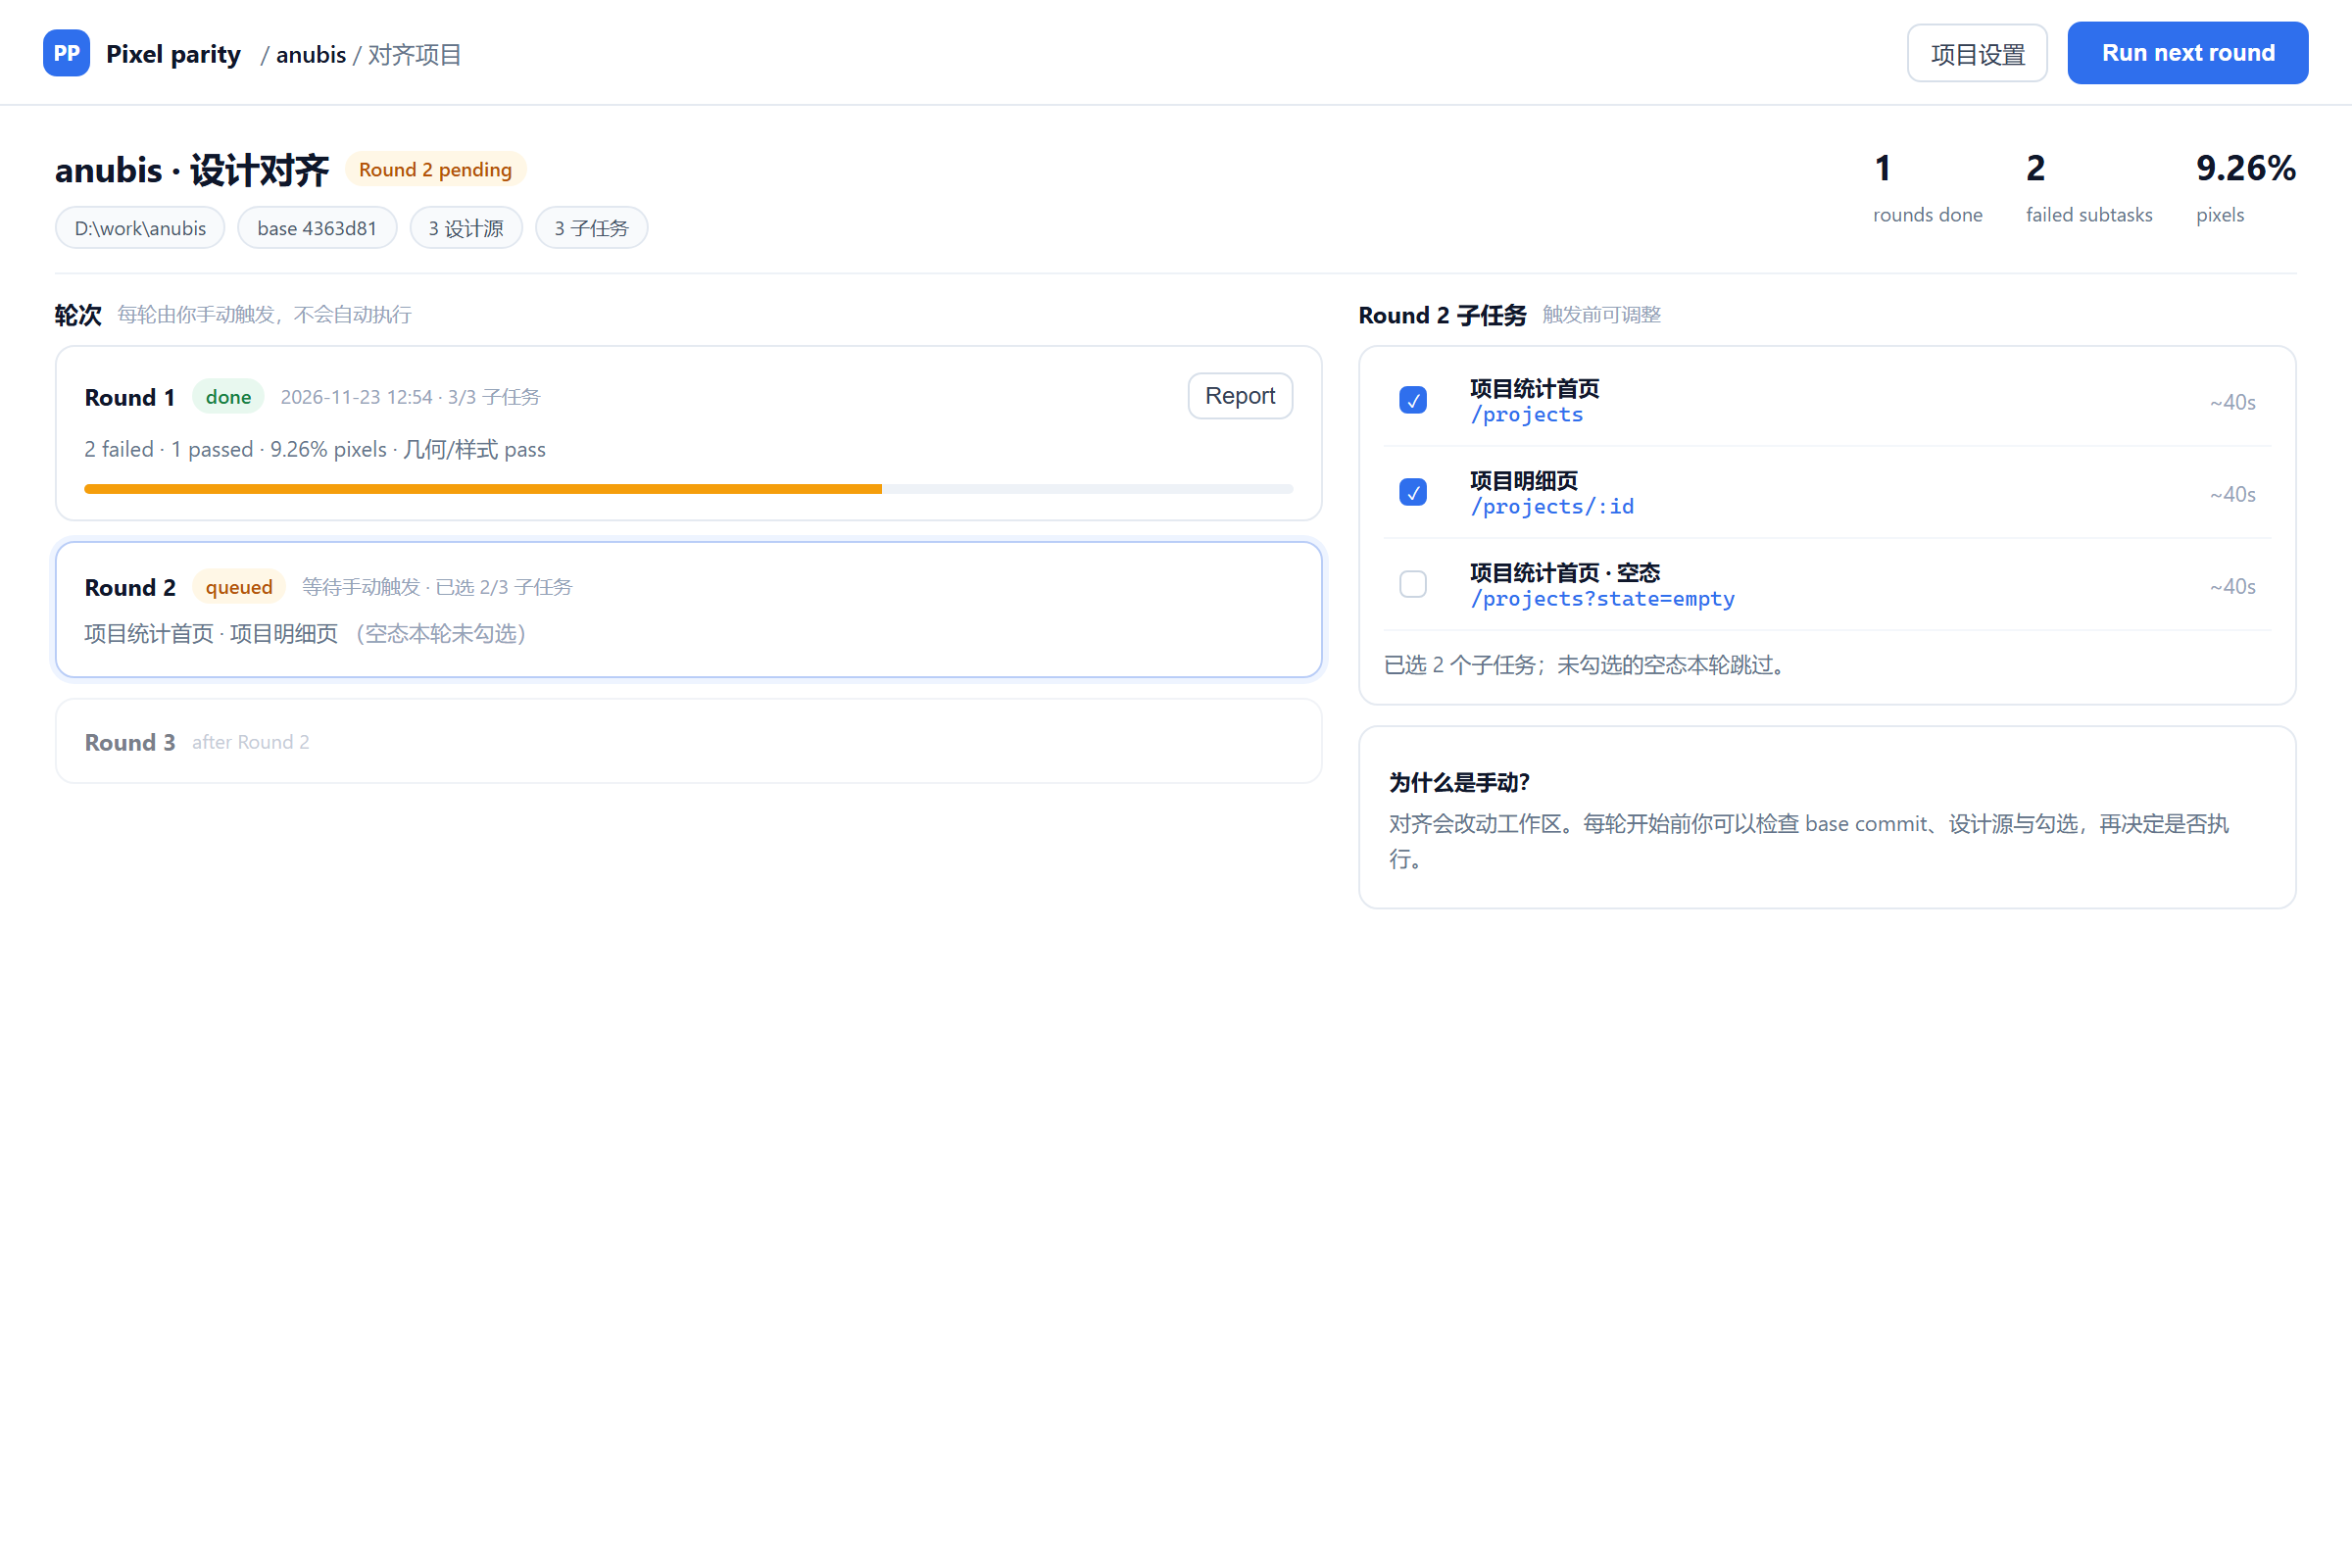 PP Pixel parity / anubis / 对齐项目
项目设置
Run next round
anubis · 设计对齐 Round 2 pending
D:\work\anubis
base 4363d81
3 设计源
3 子任务
1
rounds done
2
failed subtasks
9.26%
pixels
轮次 每轮由你手动触发，不会自动执行
Round 1 done 2026-11-23 12:54 · 3/3 子任务
Report
2 failed · 1 passed · 9.26% pixels · 几何/样式 pass
Round 2 queued 等待手动触发 · 已选 2/3 子任务
项目统计首页 · 项目明细页 （空态本轮未勾选）
Round 3 after Round 2
Round 2 子任务 触发前可调整
项目统计首页
/projects
~40s
项目明细页
/projects/:id
~40s
项目统计首页 · 空态
/projects?state=empty
~40s
已选 2 个子任务；未勾选的空态本轮跳过。
为什么是手动？
对齐会改动工作区。每轮开始前你可以检查 base commit、设计源与勾选，再决定是否执
行。